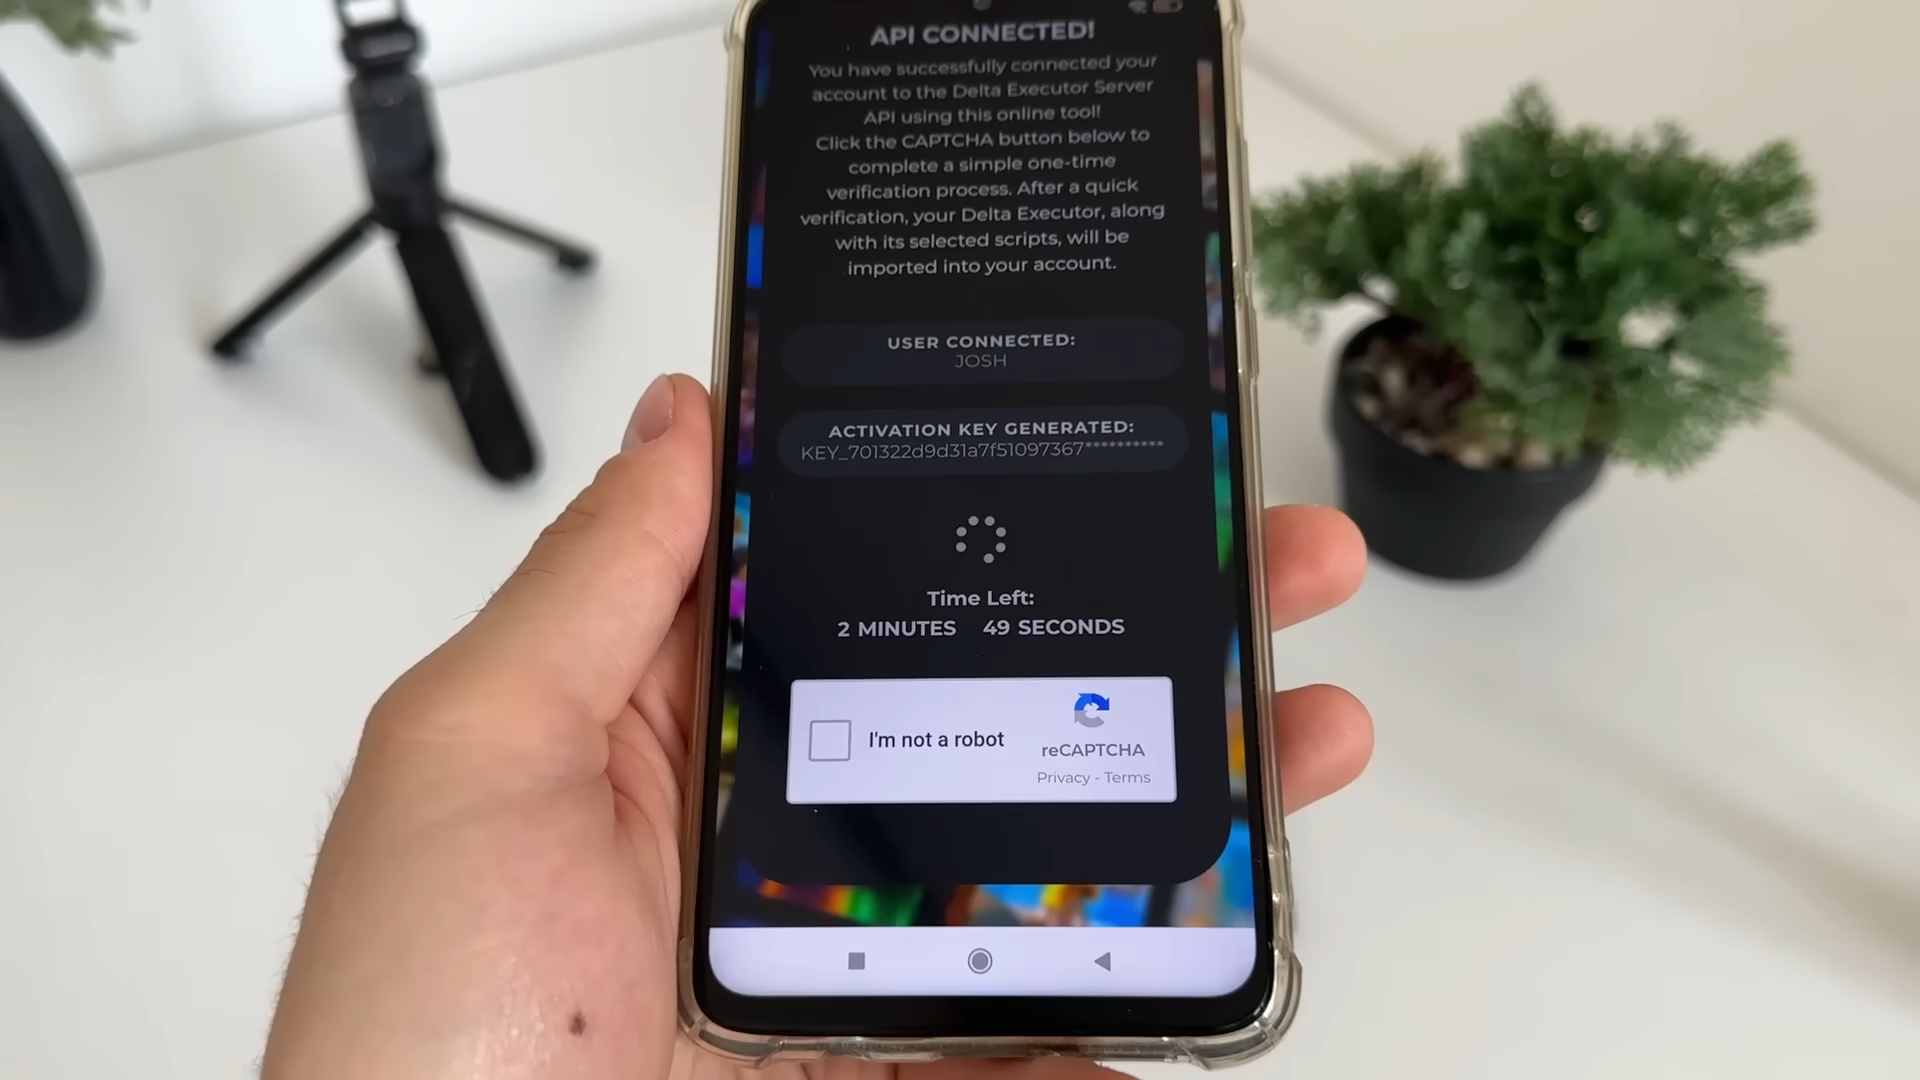 API CONNECTED!
You have successfully connected your
account to the Delta Executor Server
API using this online tool!
Click the CAPTCHA button below to
complete a simple one-time
verification process. After a quick
verification, your Delta Executor, along
with its selected scripts, will be
imported into your account.
USER CONNECTED:
JOSH
ACTIVATION KEY GENERATED:
KEY_701322d9d31a7f51097367**********
Time Left:
2 MINUTES 49 SECONDS
I'm not a robot
reCAPTCHA
Privacy - Terms